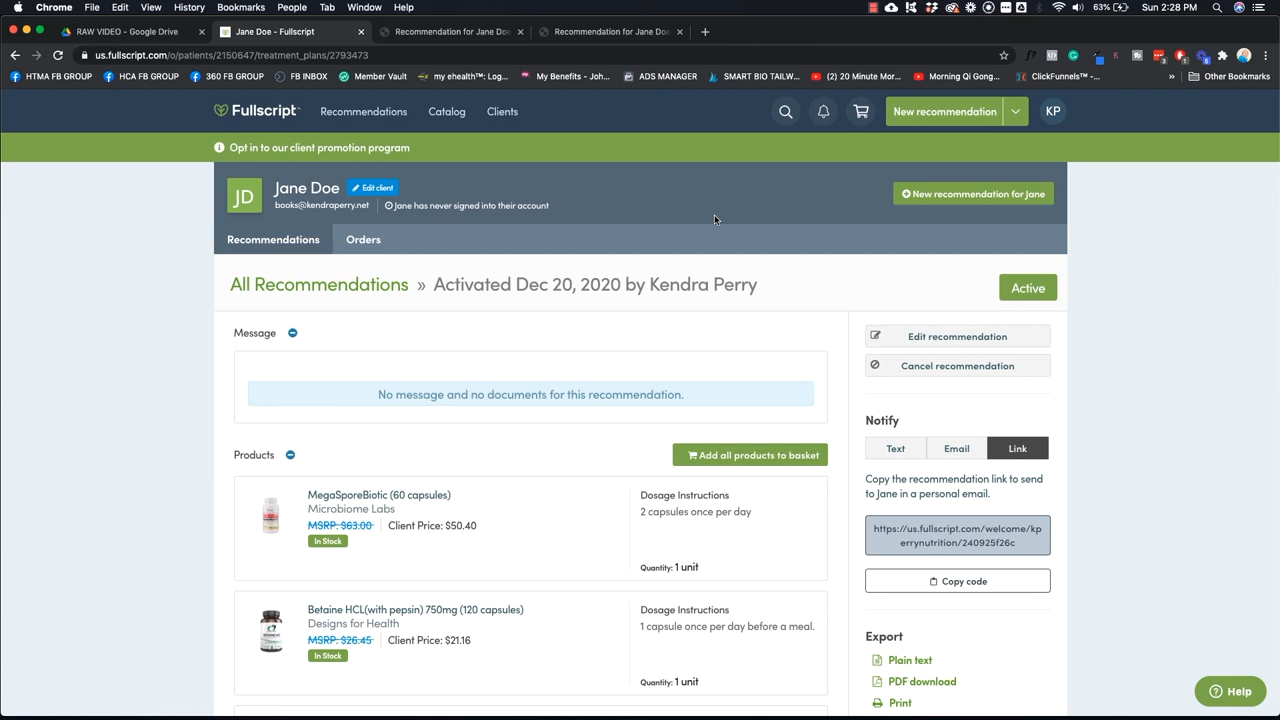 Chrome File Edit View History Bookmarks People Tab Window Help
63% Sun 2:28 PM
RAW VIDEO - Google Drive
Jane Doe - Fullscript
Recommendation for Jane Doe
Recommendation for Jane Doe
us.fullscript.com/o/patients/2150647/treatment_plans/2793473
HTMA FB GROUP
HCA FB GROUP
360 FB GROUP
FB INBOX
Member Vault
my ehealth™: Log...
My Benefits - Joh...
ADS MANAGER
SMART BIO TAILW...
(2) 20 Minute Mor...
Morning Qi Gong...
ClickFunnels™ -...
»
Other Bookmarks
Fullscript
Recommendations
Catalog
Clients
New recommendation
KP
Opt in to our client promotion program
JD
Jane Doe
Edit client
books@kendraperry.net
Jane has never signed into their account
New recommendation for Jane
Recommendations
Orders
All Recommendations » Activated Dec 20, 2020 by Kendra Perry
Active
Message
No message and no documents for this recommendation.
Products
Add all products to basket
MegaSporeBiotic (60 capsules)
Microbiome Labs
MSRP: $63.00 Client Price: $50.40
In Stock
Dosage Instructions
2 capsules once per day
Quantity: 1 unit
Betaine HCL(with pepsin) 750mg (120 capsules)
Designs for Health
MSRP: $26.45 Client Price: $21.16
In Stock
Dosage Instructions
1 capsule once per day before a meal.
Quantity: 1 unit
Edit recommendation
Cancel recommendation
Notify
Text
Email
Link
Copy the recommendation link to send
to Jane in a personal email.
https://us.fullscript.com/welcome/kp
errynutrition/240925f26c
Copy code
Export
Plain text
PDF download
Print
Help